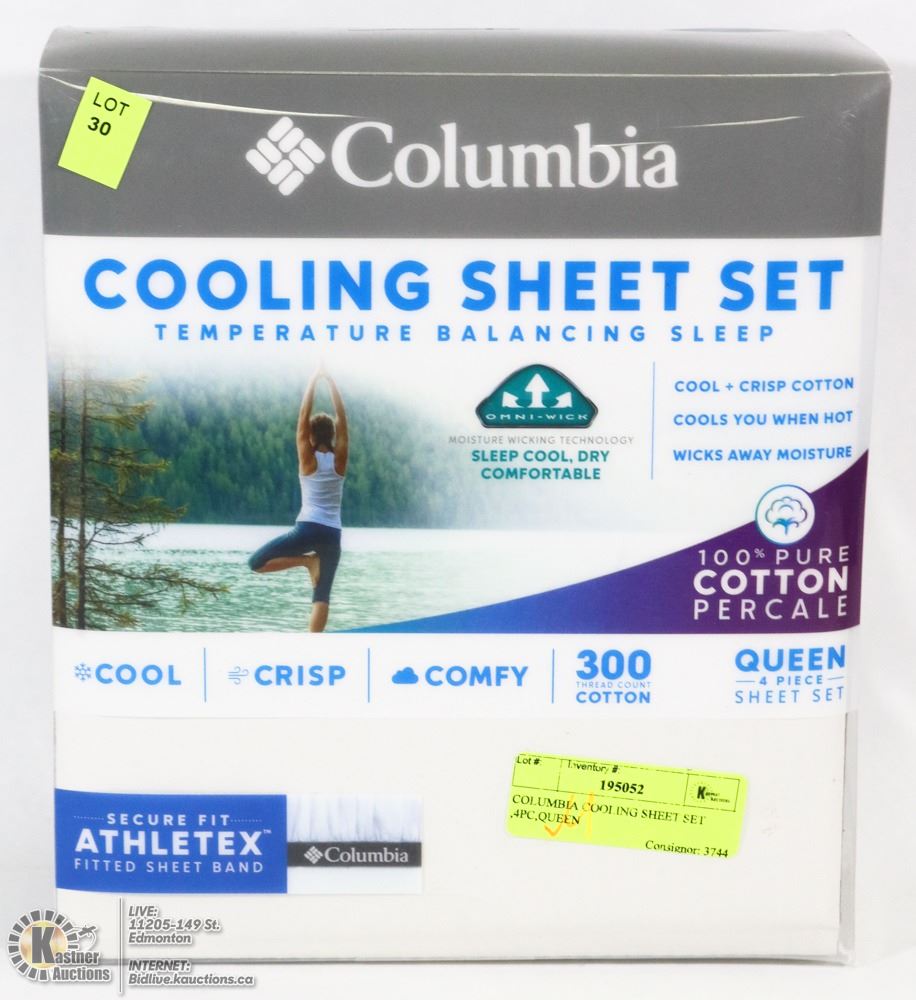 LOT
30
Columbia
COOLING SHEET SET
TEMPERATURE BALANCING SLEEP
OMNI-WICK
MOISTURE WICKING TECHNOLOGY
SLEEP COOL, DRY
COMFORTABLE
COOL + CRISP COTTON
COOLS YOU WHEN HOT
WICKS AWAY MOISTURE
100% PURE
COTTON
PERCALE
COOL
CRISP
COMFY
300
THREAD COUNT
COTTON
QUEEN
4 PIECE
SHEET SET
Lot #:
Inventory #:
195052
COLUMBIA COOLING SHEET SET
,4PC,QUEEN
Consignor: 3744
SECURE FIT
ATHLETEX™
FITTED SHEET BAND
Columbia
Kastner
Auctions
LIVE:
11205-149 St.
Edmonton
INTERNET:
Bidlive.kauctions.ca